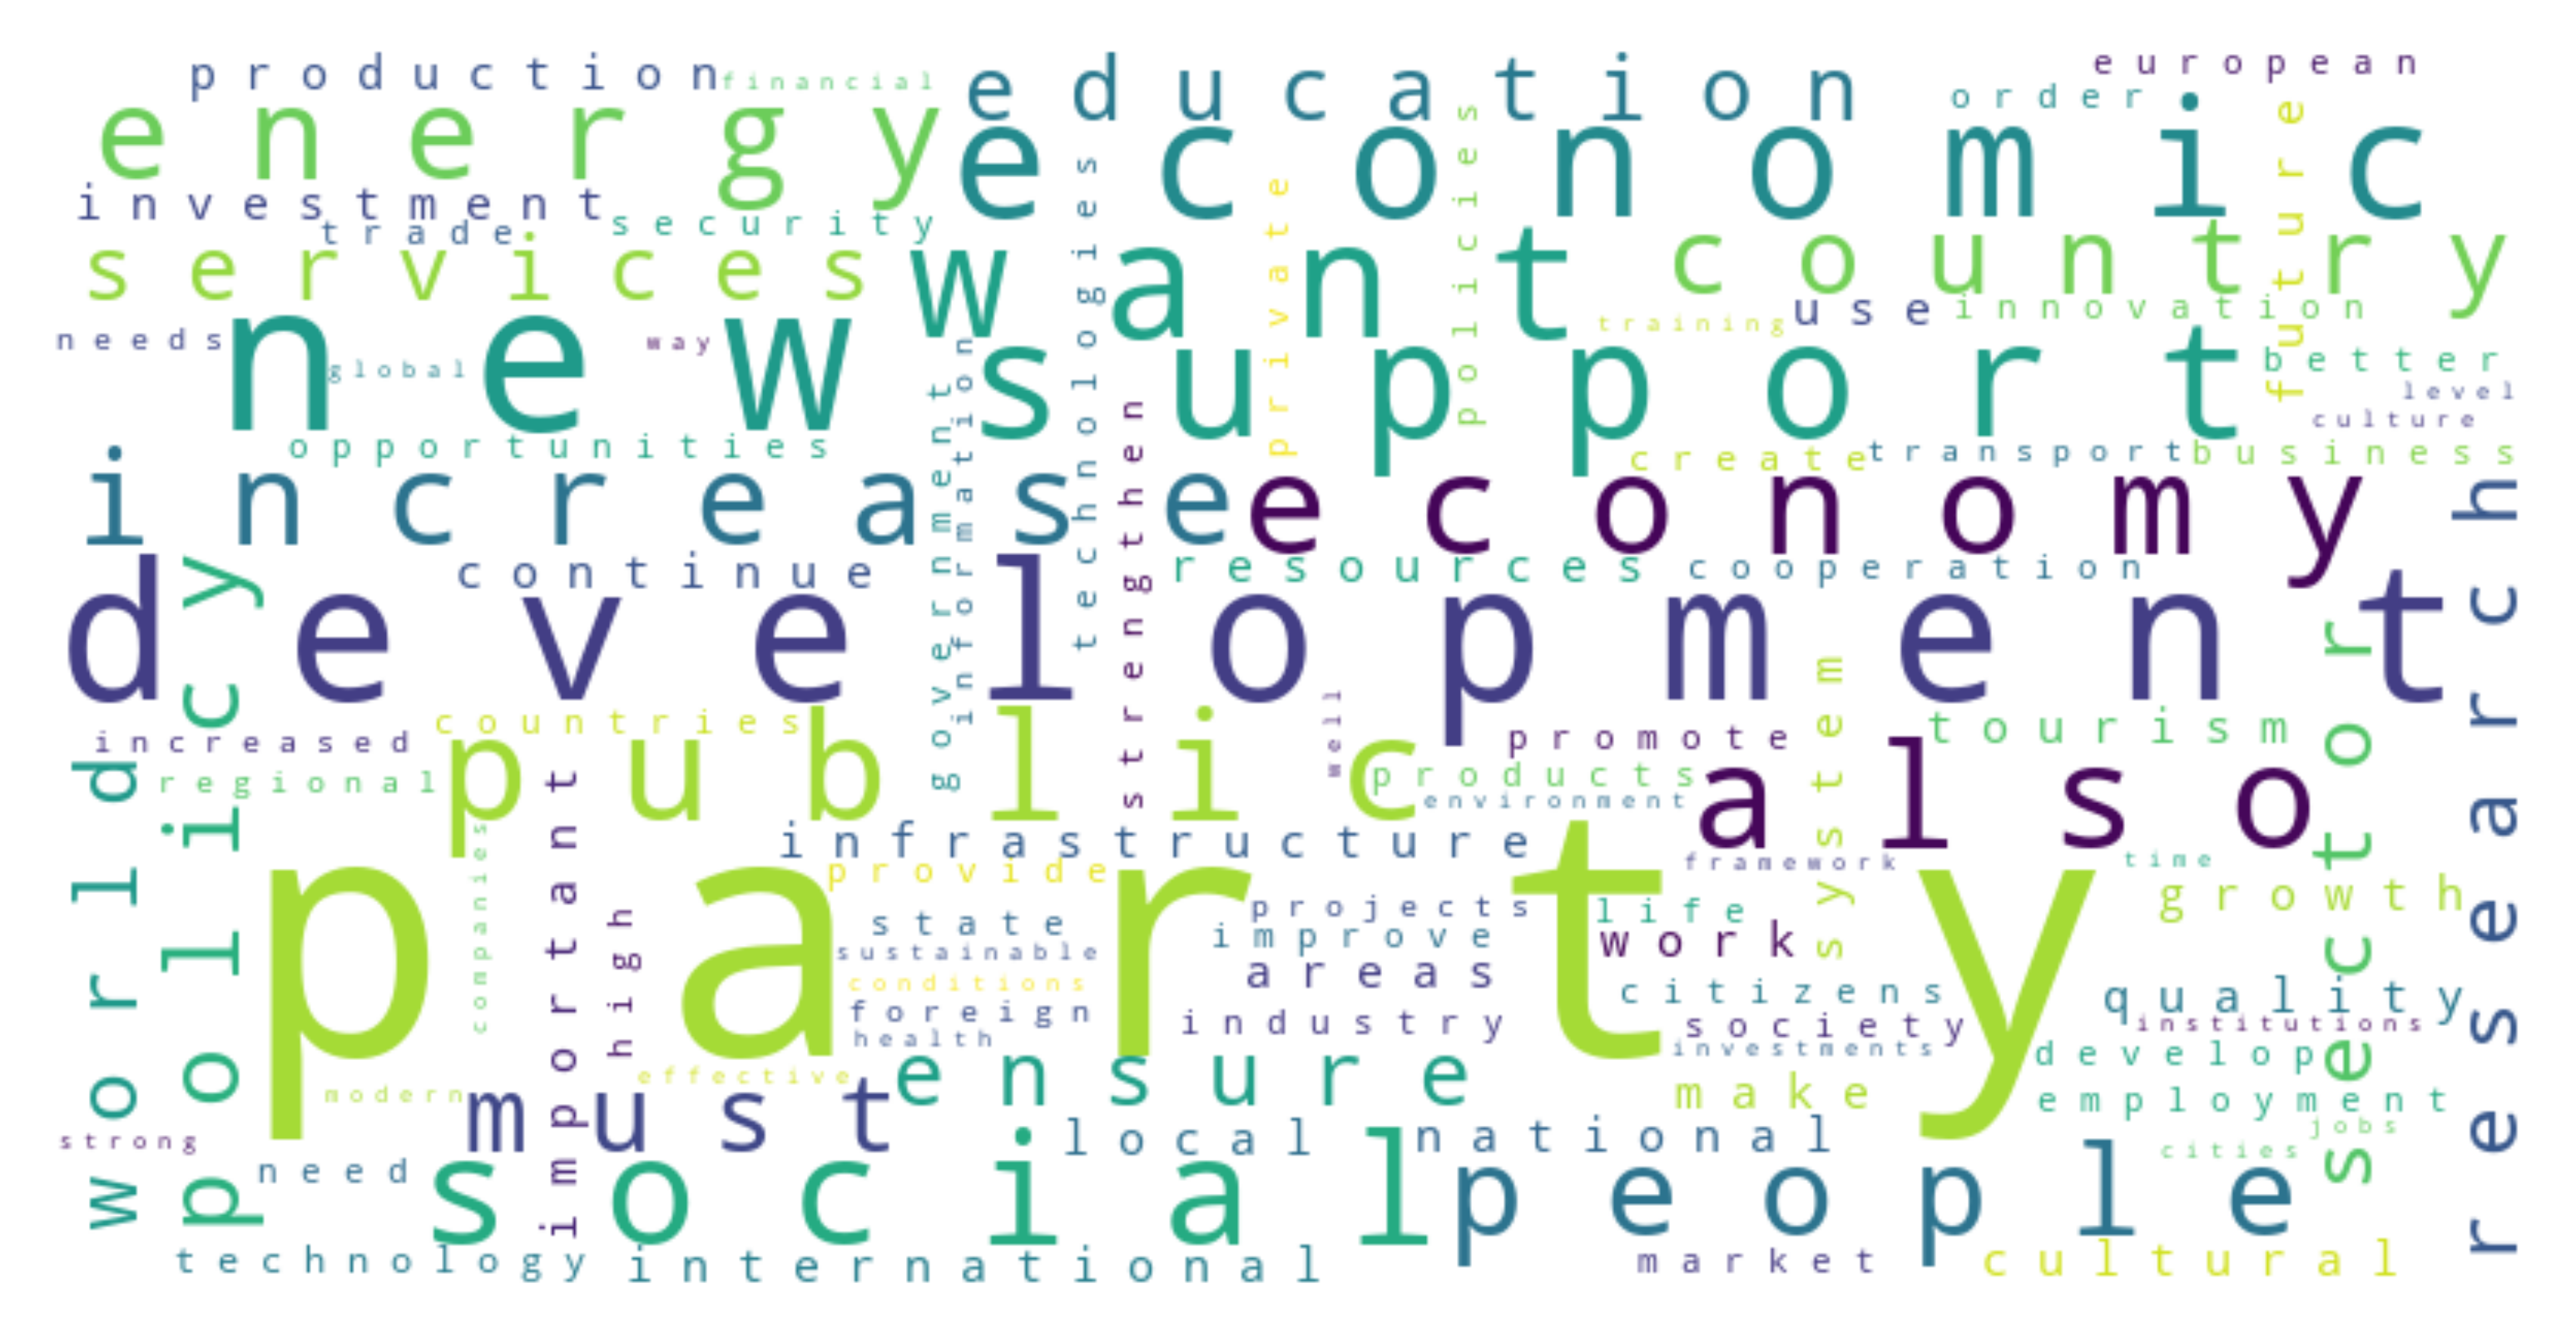 production
financial
education
european
order
energy
economic
future
investment
security
trade
technologies
private
policies
services
want
country
needs
new
way
global
training
use
innovation
support
better
level
culture
opportunities
government
information
strengthen
create
transport
business
increase
economy
research
continue
resources
cooperation
development
policy
world
countries
increased
regional
public
well
promote
system
tourism
products
environment
also
sector
important
companies
infrastructure
framework
time
party
provide
growth
high
state
sustainable
projects
improve
life
work
areas
conditions
citizens
quality
foreign
health
industry
society
institutions
investments
develop
modern
effective
ensure
make
employment
must
strong
local
national
jobs
cities
need
social
people
technology
international
market
cultural